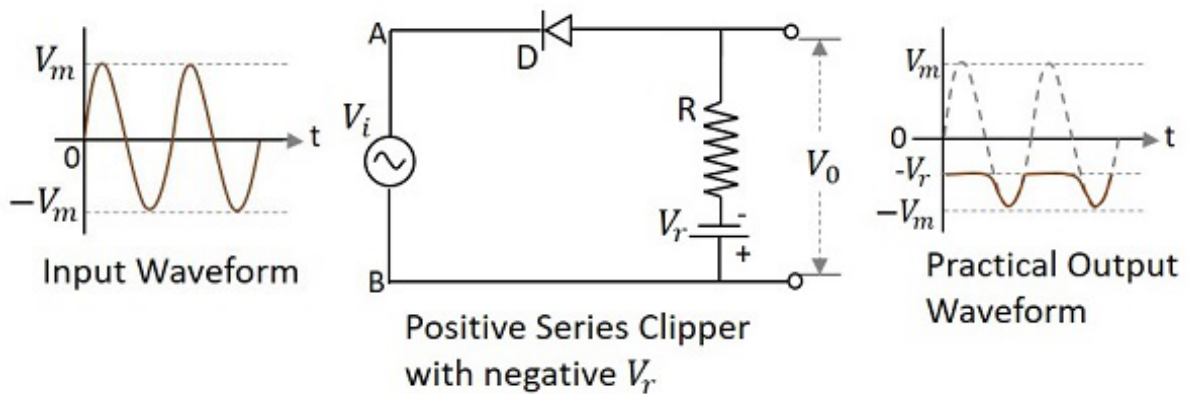 V_m
0
−V_m
t
Input Waveform
A
D
V_i
R
V_r
-
+
B
V_0
Positive Series Clipper
with negative V_r
V_m
0
-V_r
−V_m
t
Practical Output
Waveform